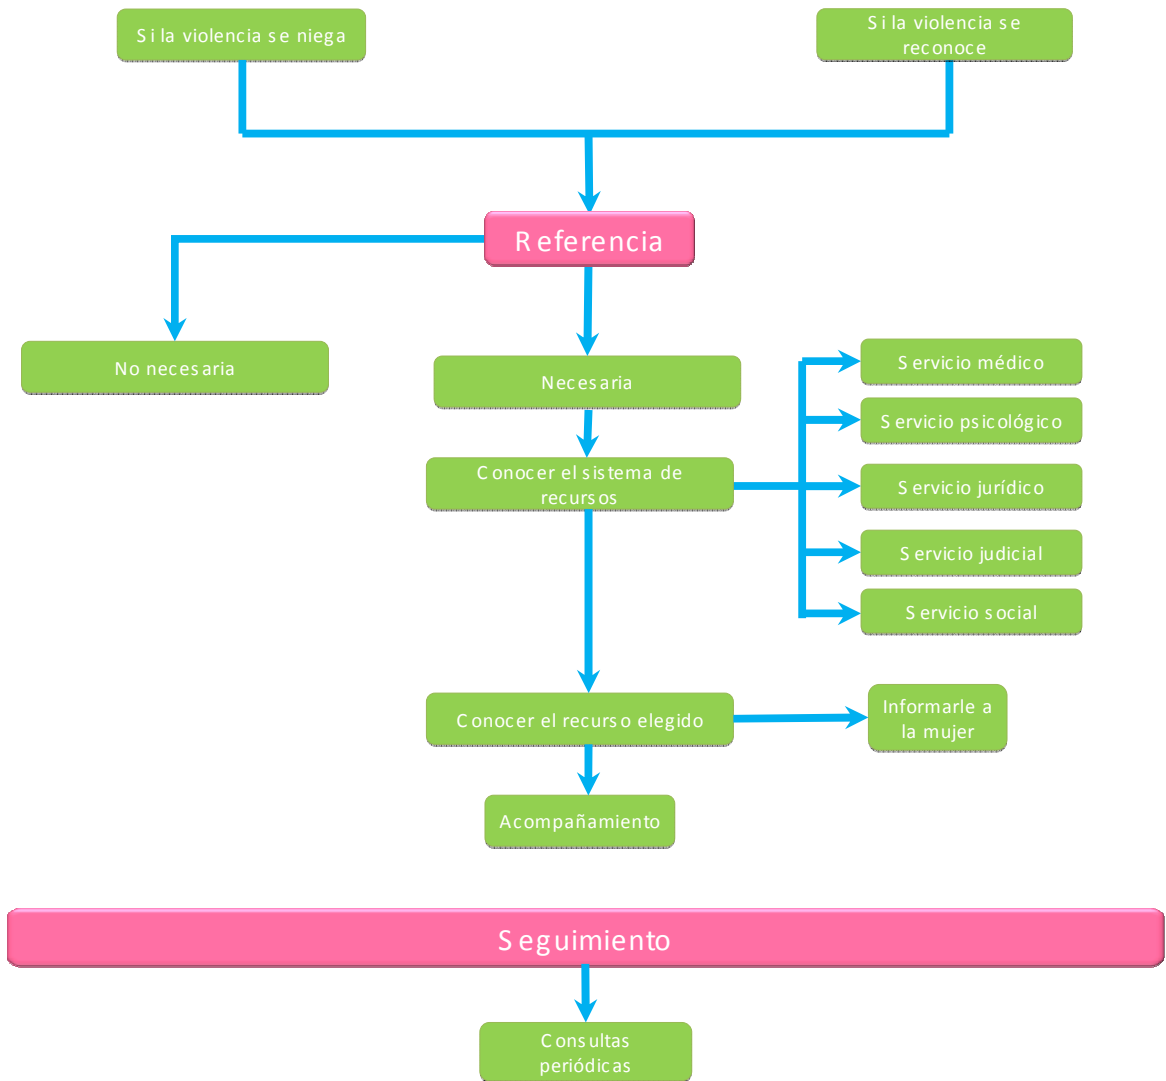 Si la violencia se niega
Si la violencia se
reconoce
Referencia
No necesaria
Necesaria
Servicio médico
Servicio psicológico
Conocer el sistema de
recursos
Servicio jurídico
Servicio judicial
Servicio social
Conocer el recurso elegido
Informarle a
la mujer
Acompañamiento
Seguimiento
Consultas
periódicas